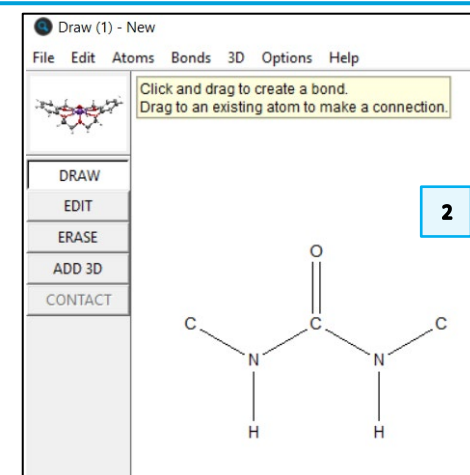 Draw (1) - New
File Edit Atoms Bonds 3D Options Help
Click and drag to create a bond.
Drag to an existing atom to make a connection.
DRAW
EDIT
ERASE
ADD 3D
CONTACT
2
O
C C C
N N
H H